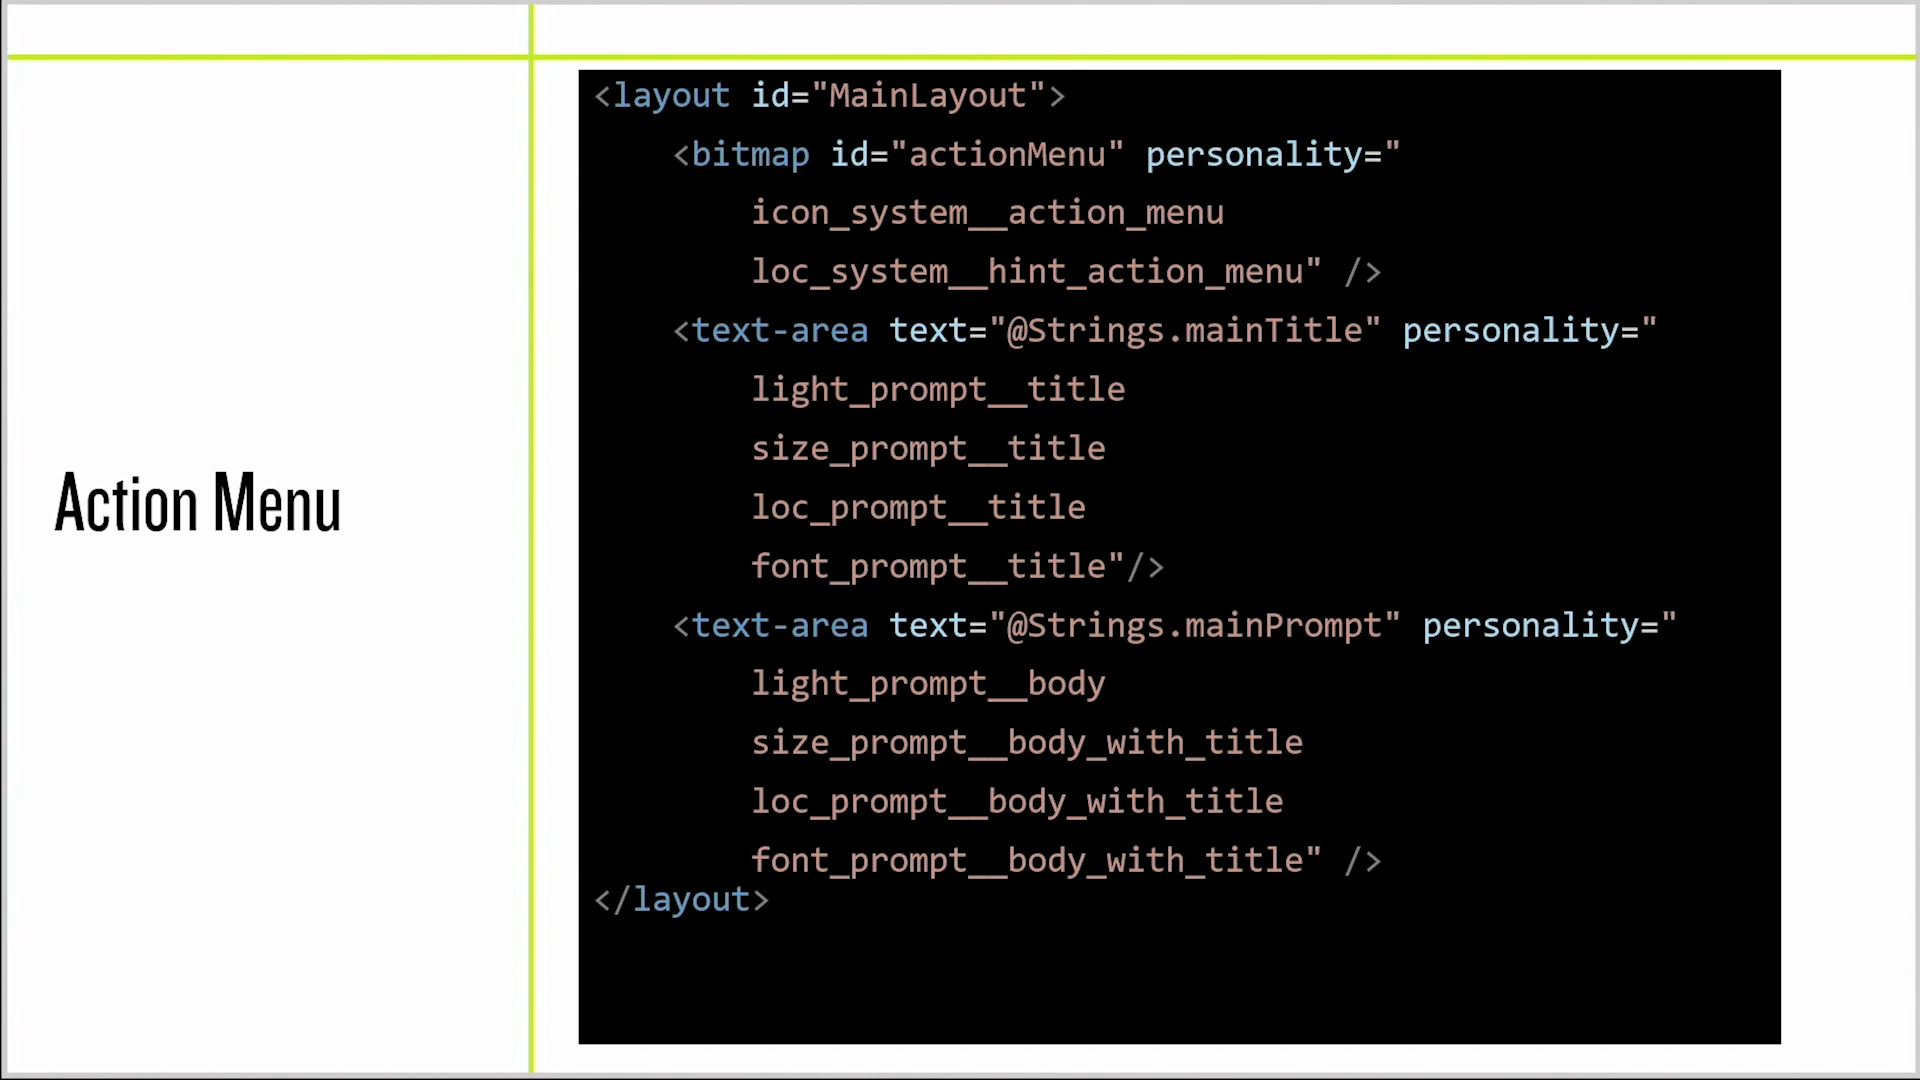 Action Menu
<layout id="MainLayout">
    <bitmap id="actionMenu" personality="
        icon_system__action_menu
        loc_system__hint_action_menu" />
    <text-area text="@Strings.mainTitle" personality="
        light_prompt__title
        size_prompt__title
        loc_prompt__title
        font_prompt__title"/>
    <text-area text="@Strings.mainPrompt" personality="
        light_prompt__body
        size_prompt__body_with_title
        loc_prompt__body_with_title
        font_prompt__body_with_title" />
</layout>